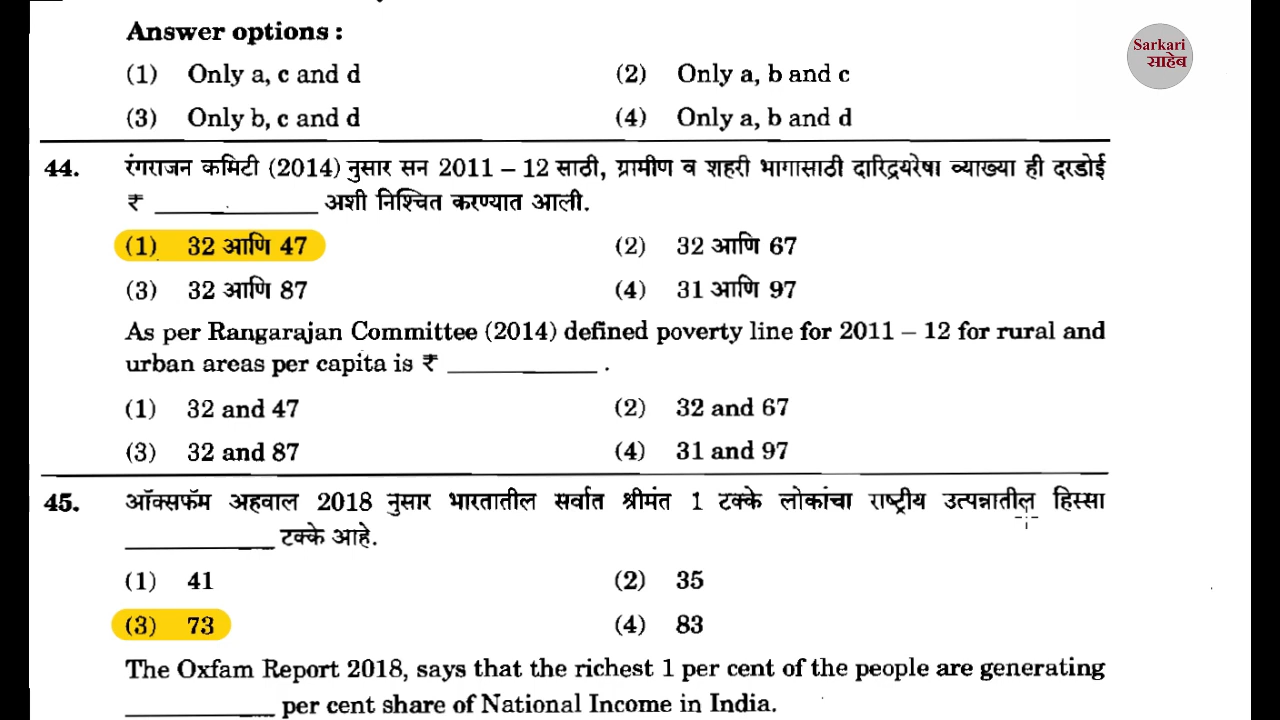 Answer options :
Sarkari
साहेब
(1) Only a, c and d (2) Only a, b and c
(3) Only b, c and d (4) Only a, b and d
44. रंगराजन कमिटी (2014) नुसार सन 2011 – 12 साठी, ग्रामीण व शहरी भागासाठी दारिद्रयरेषा व्याख्या ही दरडोई
₹ ____________ अशी निश्चित करण्यात आली.
(1) 32 आणि 47 (2) 32 आणि 67
(3) 32 आणि 87 (4) 31 आणि 97
As per Rangarajan Committee (2014) defined poverty line for 2011 – 12 for rural and
urban areas per capita is ₹ ____________ .
(1) 32 and 47 (2) 32 and 67
(3) 32 and 87 (4) 31 and 97
45. ऑक्सफॅम अहवाल 2018 नुसार भारतातील सर्वात श्रीमंत 1 टक्के लोकांचा राष्ट्रीय उत्पन्नातील हिस्सा
____________ टक्के आहे.
(1) 41 (2) 35
(3) 73 (4) 83
The Oxfam Report 2018, says that the richest 1 per cent of the people are generating
____________ per cent share of National Income in India.